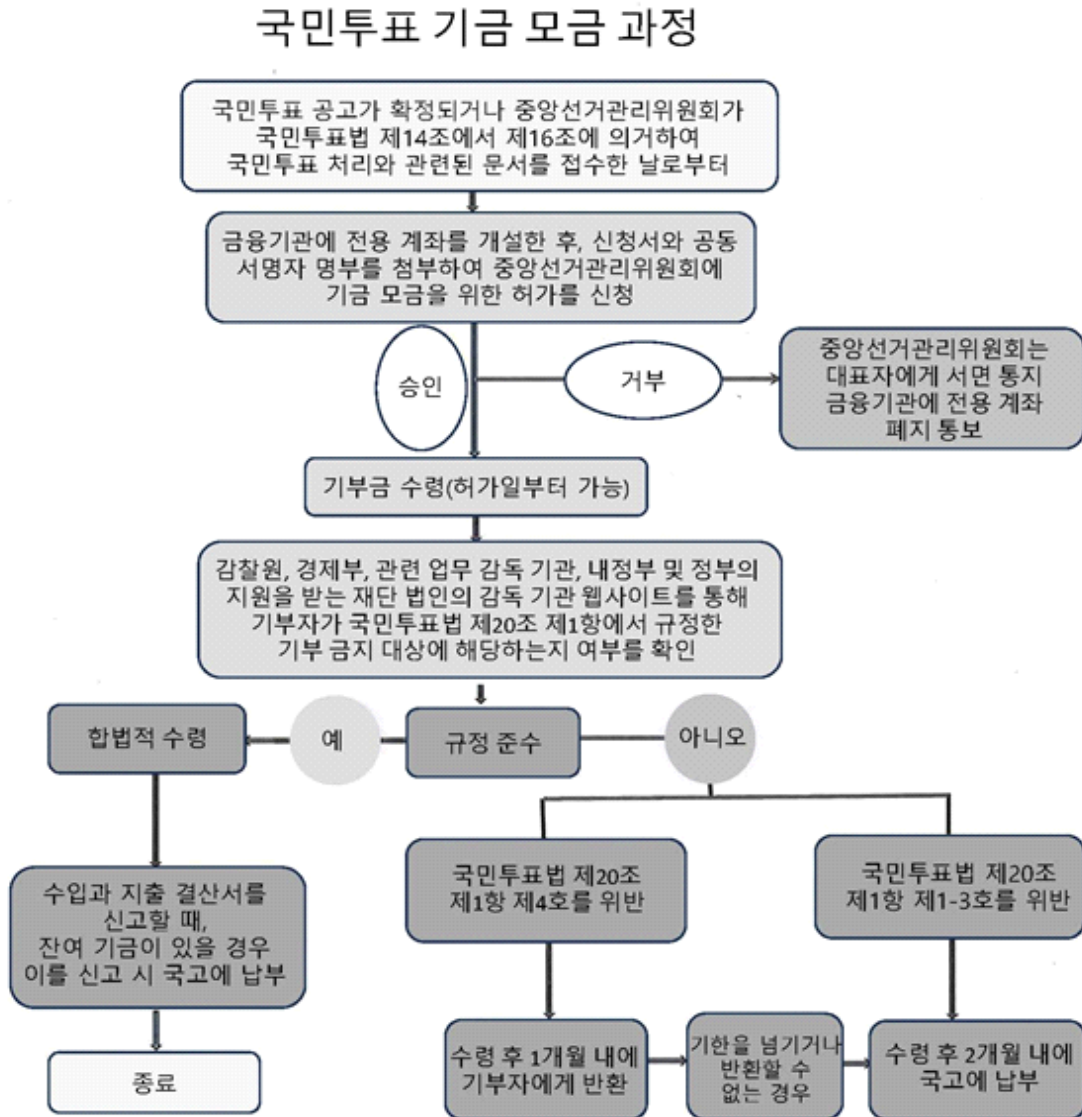 국민투표 기금 모금 과정
국민투표 공고가 확정되거나 중앙선거관리위원회가
국민투표법 제14조에서 제16조에 의거하여
국민투표 처리와 관련된 문서를 접수한 날로부터
금융기관에 전용 계좌를 개설한 후, 신청서와 공동
서명자 명부를 첨부하여 중앙선거관리위원회에
기금 모금을 위한 허가를 신청
승인
거부
중앙선거관리위원회는
대표자에게 서면 통지
금융기관에 전용 계좌
폐지 통보
기부금 수령(허가일부터 가능)
감찰원, 경제부, 관련 업무 감독 기관, 내정부 및 정부의
지원을 받는 재단 법인의 감독 기관 웹사이트를 통해
기부자가 국민투표법 제20조 제1항에서 규정한
기부 금지 대상에 해당하는지 여부를 확인
합법적 수령
예
규정 준수
아니오
수입과 지출 결산서를
신고할 때,
잔여 기금이 있을 경우
이를 신고 시 국고에 납부
국민투표법 제20조
제1항 제4호를 위반
국민투표법 제20조
제1항 제1-3호를 위반
종료
수령 후 1개월 내에
기부자에게 반환
기한을 넘기거나
반환할 수
없는 경우
수령 후 2개월 내에
국고에 납부